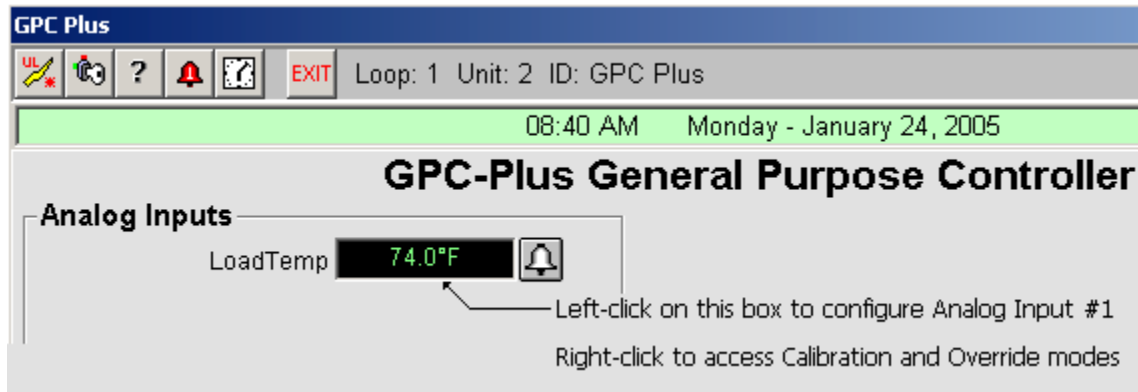 GPC Plus
UL ? EXIT Loop: 1 Unit: 2 ID: GPC Plus
08:40 AM Monday - January 24, 2005
GPC-Plus General Purpose Controller
Analog Inputs
LoadTemp 74.0°F
Left-click on this box to configure Analog Input #1
Right-click to access Calibration and Override modes